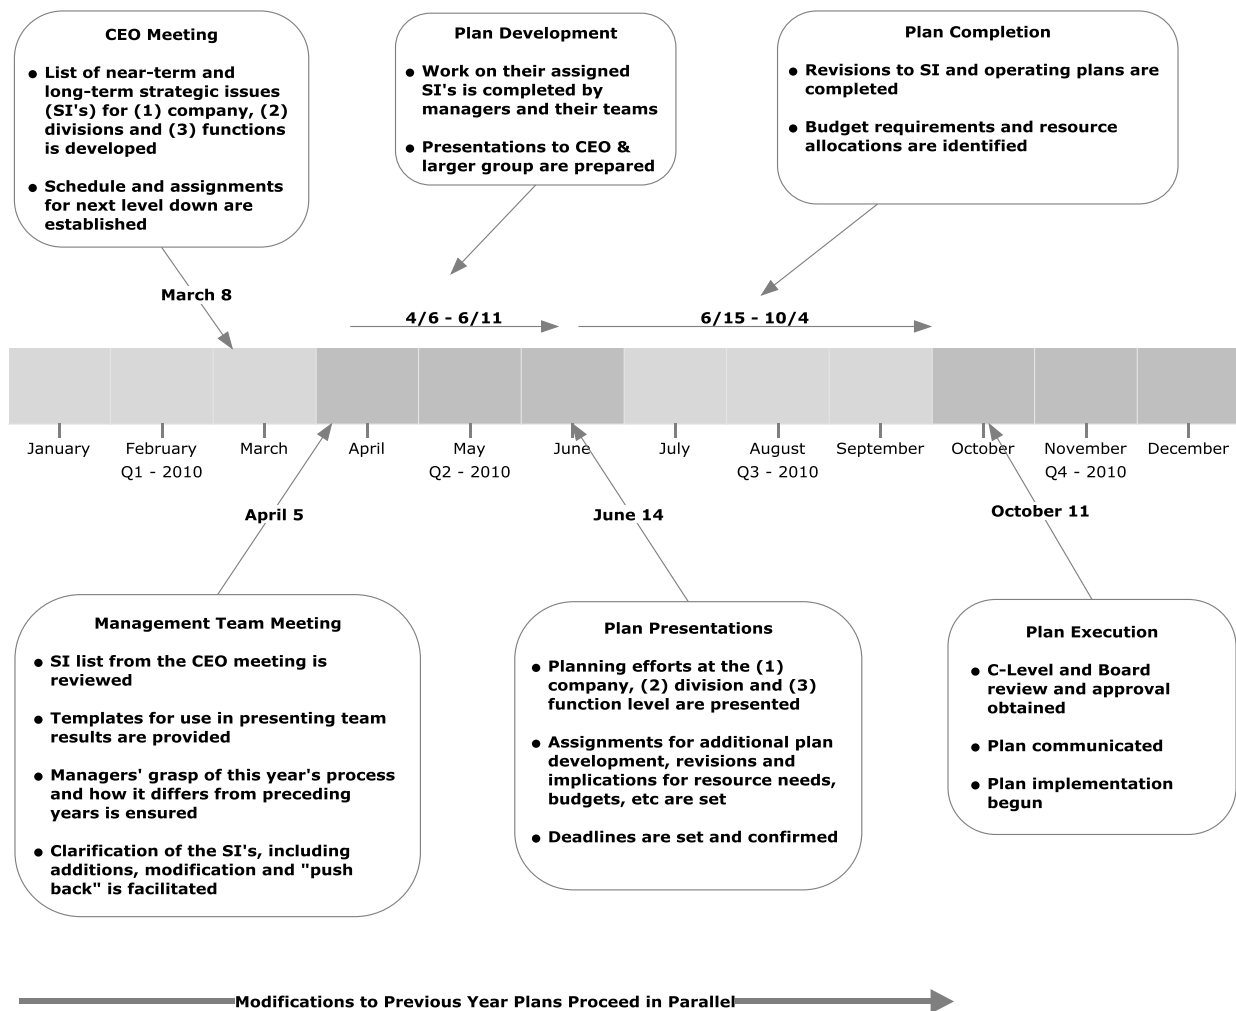 CEO Meeting
● List of near-term and
long-term strategic issues
(SI's) for (1) company, (2)
divisions and (3) functions
is developed
● Schedule and assignments
for next level down are
established
Plan Development
● Work on their assigned
SI's is completed by
managers and their teams
● Presentations to CEO &
larger group are prepared
Plan Completion
● Revisions to SI and operating plans are
completed
● Budget requirements and resource
allocations are identified
March 8
4/6 - 6/11
6/15 - 10/4
January
February
March
April
May
June
July
August
September
October
November
December
Q1 - 2010
Q2 - 2010
Q3 - 2010
Q4 - 2010
April 5
June 14
October 11
Management Team Meeting
● SI list from the CEO meeting is
reviewed
● Templates for use in presenting team
results are provided
● Managers' grasp of this year's process
and how it differs from preceding
years is ensured
● Clarification of the SI's, including
additions, modification and "push
back" is facilitated
Plan Presentations
● Planning efforts at the (1)
company, (2) division and (3)
function level are presented
● Assignments for additional plan
development, revisions and
implications for resource needs,
budgets, etc are set
● Deadlines are set and confirmed
Plan Execution
● C-Level and Board
review and approval
obtained
● Plan communicated
● Plan implementation
begun
Modifications to Previous Year Plans Proceed in Parallel